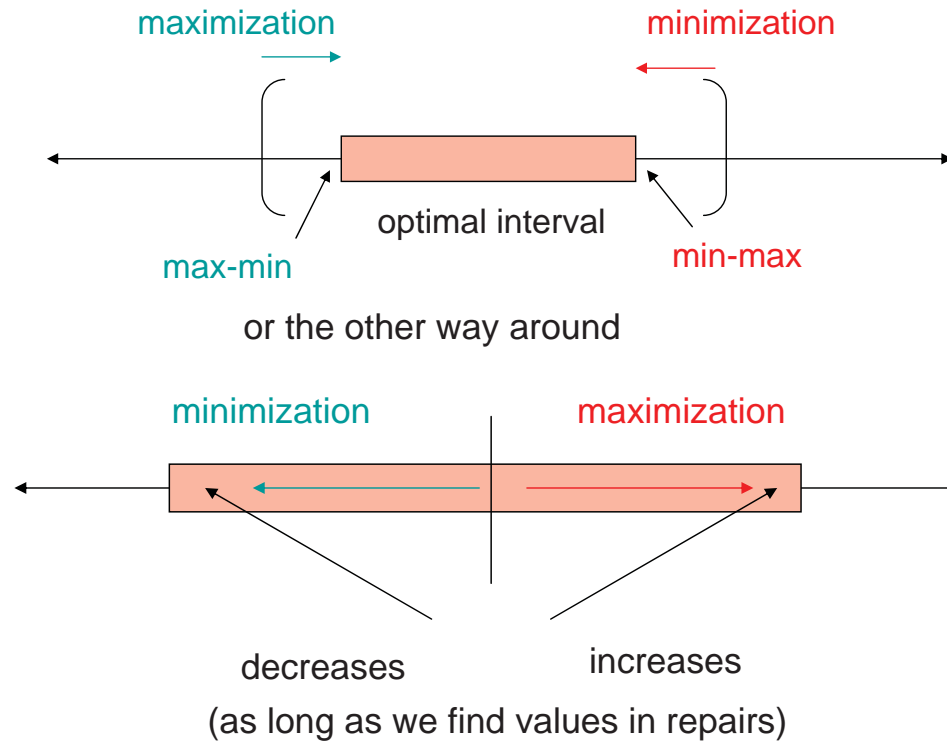 maximization minimization
optimal interval
max-min min-max
or the other way around
minimization maximization
decreases increases
(as long as we find values in repairs)